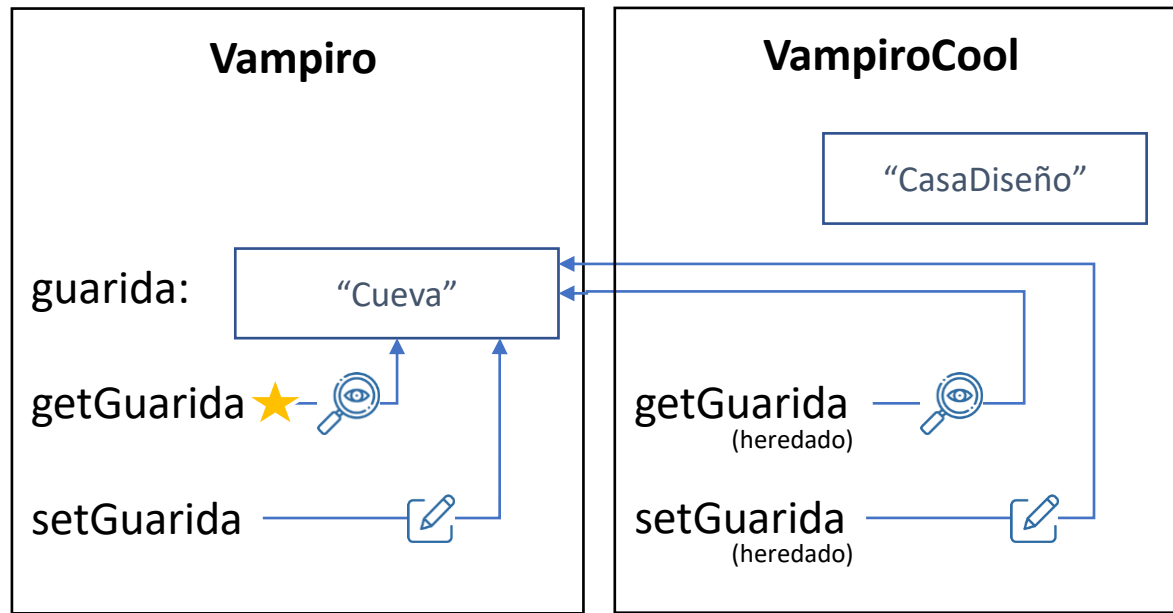 Vampiro
guarida:
“Cueva”
getGuarida
setGuarida
VampiroCool
“CasaDiseño”
getGuarida
(heredado)
setGuarida
(heredado)